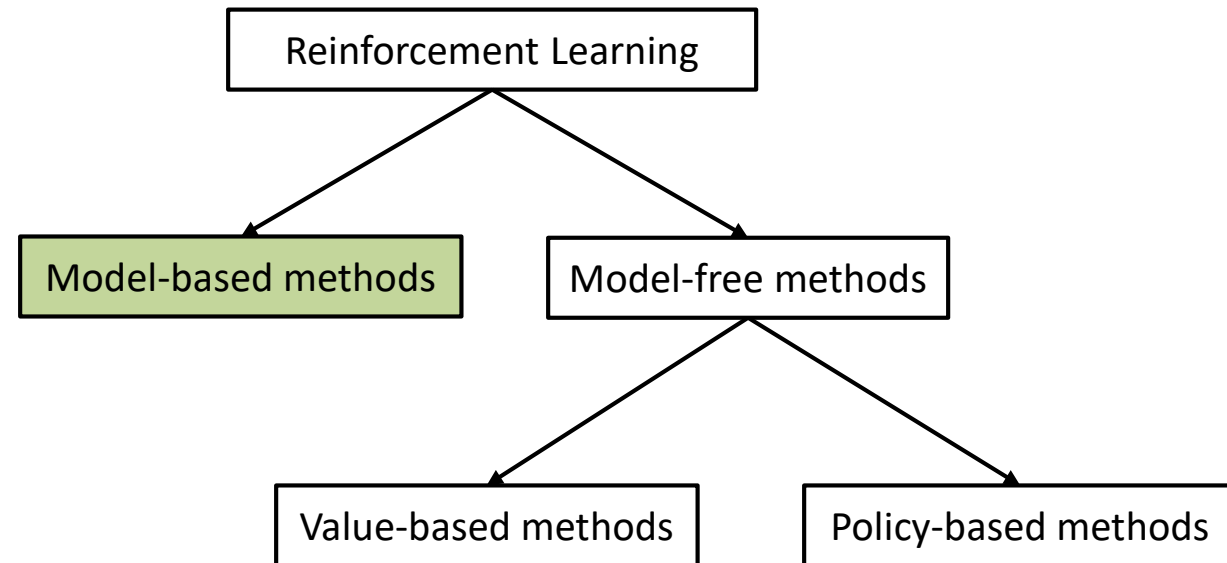 Reinforcement Learning
Model-based methods
Model-free methods
Value-based methods
Policy-based methods